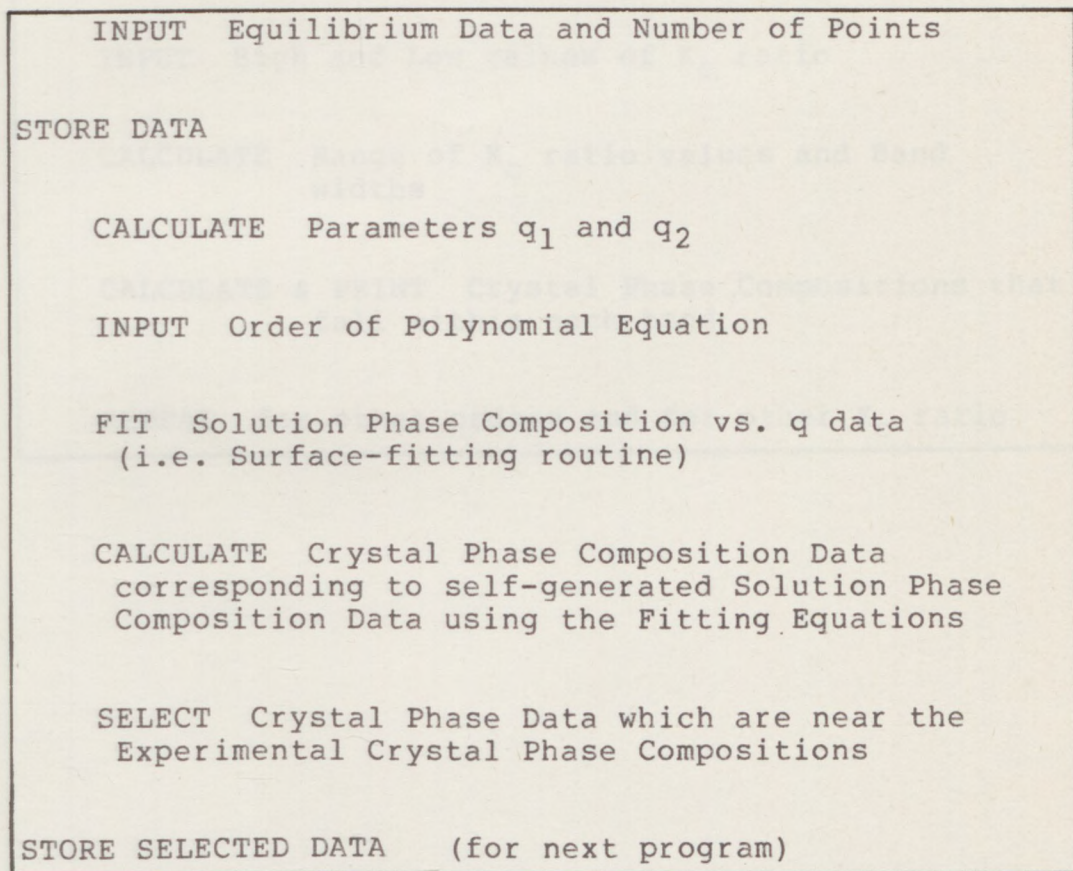 INPUT Equilibrium Data and Number of Points
STORE DATA
CALCULATE Parameters q₁ and q₂
INPUT Order of Polynomial Equation
FIT Solution Phase Composition vs. q data
(i.e. Surface-fitting routine)
CALCULATE Crystal Phase Composition Data
corresponding to self-generated Solution Phase
Composition Data using the Fitting Equations
SELECT Crystal Phase Data which are near the
Experimental Crystal Phase Compositions
STORE SELECTED DATA (for next program)